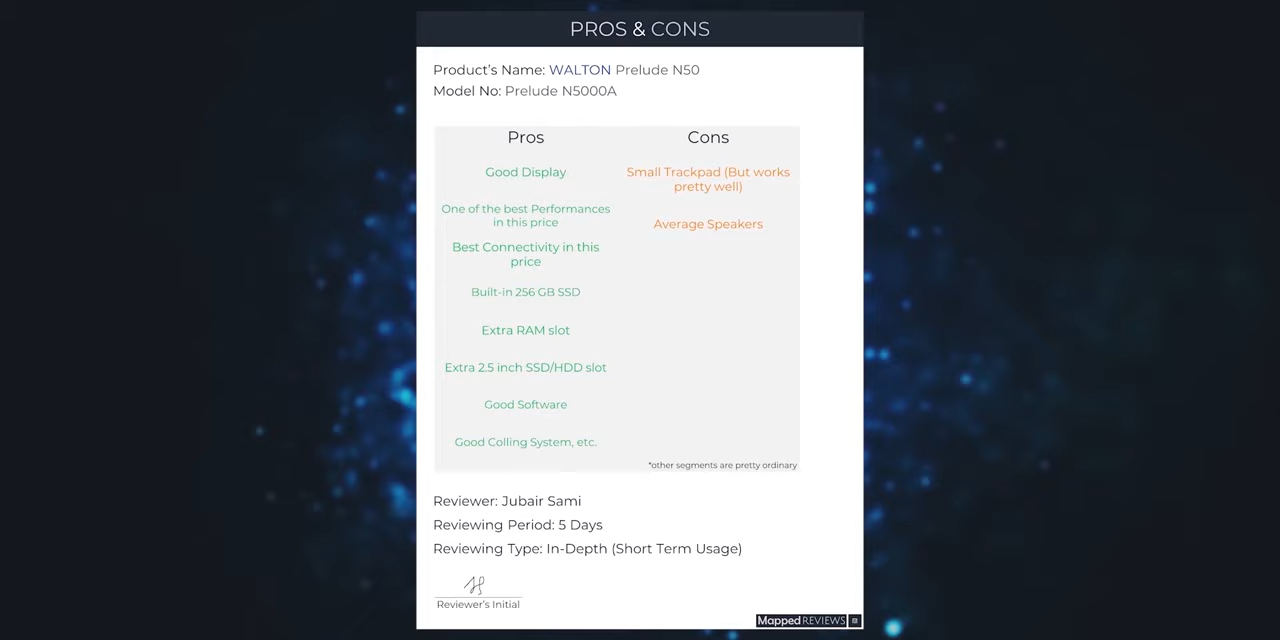 PROS & CONS
Product's Name: WALTON Prelude N50
Model No: Prelude N5000A
Pros
Cons
Good Display
Small Trackpad (But works
pretty well)
One of the best Performances
in this price
Average Speakers
Best Connectivity in this
price
Built-in 256 GB SSD
Extra RAM slot
Extra 2.5 inch SSD/HDD slot
Good Software
Good Colling System, etc.
*other segments are pretty ordinary
Reviewer: Jubair Sami
Reviewing Period: 5 Days
Reviewing Type: In-Depth (Short Term Usage)
Reviewer's Initial
Mapped REVIEWS